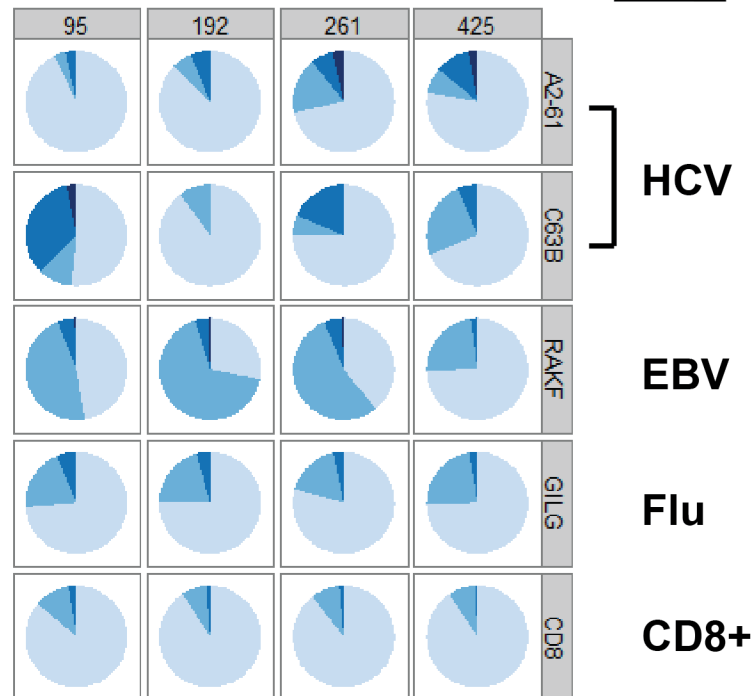 95 192 261 425
A2-61
HCV
C63B
RAKF
EBV
GILG
Flu
CD8
CD8+